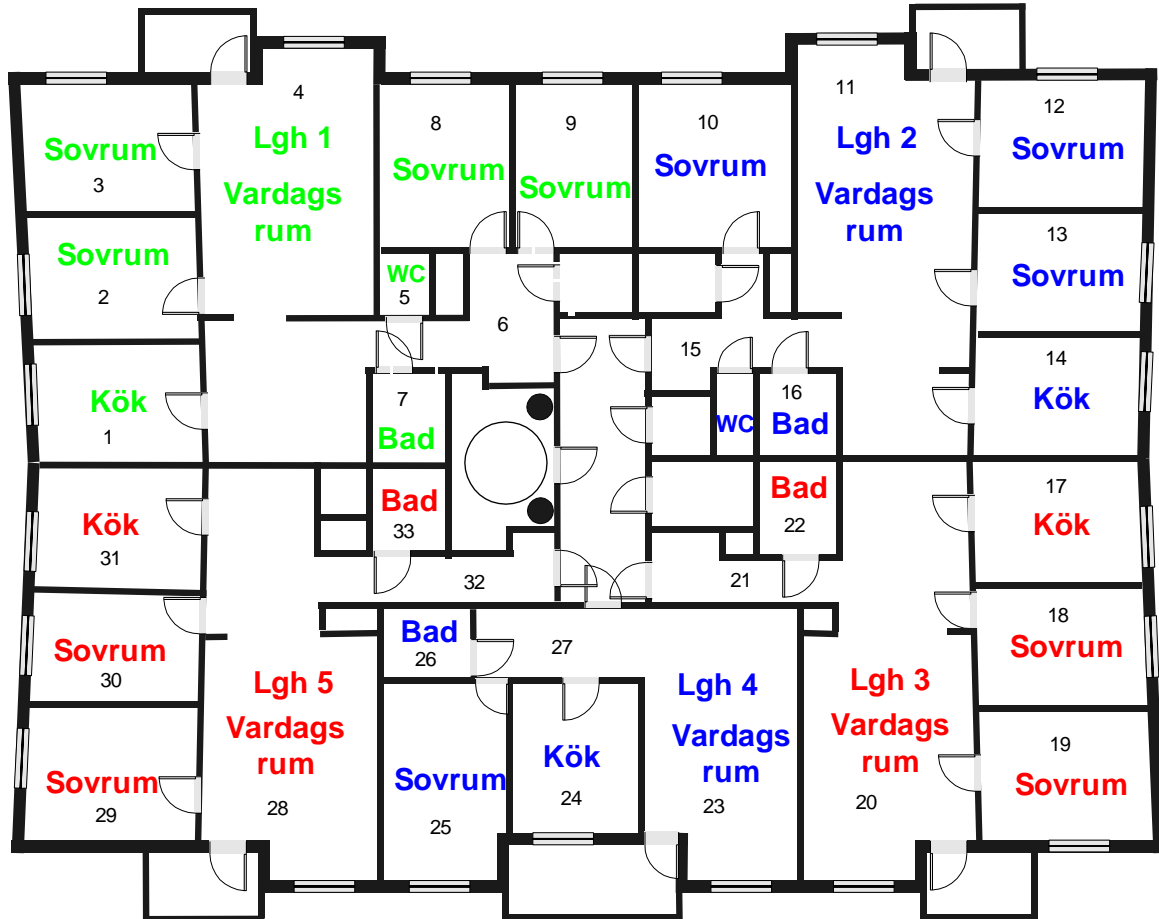 4
Lgh 1
Vardags
rum
Sovrum
3
Sovrum
2
Kök
1
8
Sovrum
9
Sovrum
WC
5
6
7
Bad
10
Sovrum
11
Lgh 2
Vardags
rum
12
Sovrum
13
Sovrum
14
Kök
15
WC
16
Bad
Bad
22
21
17
Kök
18
Sovrum
19
Sovrum
Lgh 3
Vardags
rum
20
27
Lgh 4
Vardags
rum
23
Kök
24
Bad
26
Sovrum
25
Bad
33
32
Kök
31
Sovrum
30
Sovrum
29
Lgh 5
Vardags
rum
28